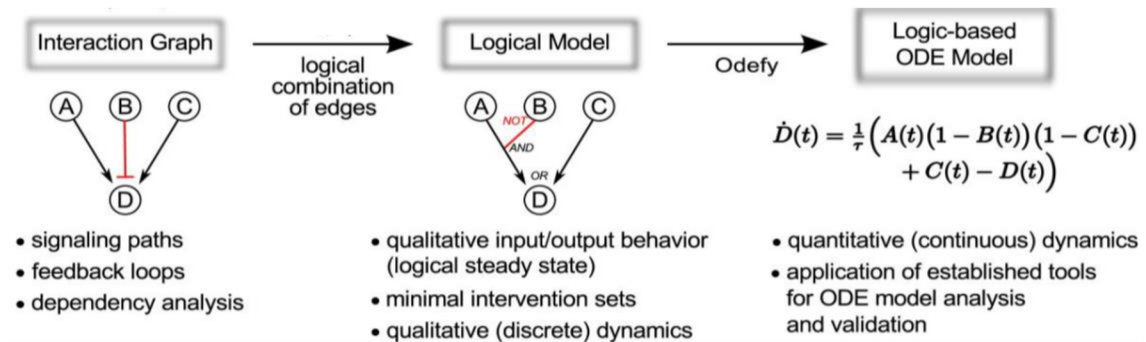 Interaction Graph
logical
combination
of edges
Logical Model
Odefy
Logic-based
ODE Model
A B C
D
A B C
NOT
AND
OR
D
Ḋ(t) = 1/τ (A(t)(1 − B(t))(1 − C(t))
+ C(t) − D(t))
• signaling paths
• feedback loops
• dependency analysis
• qualitative input/output behavior
(logical steady state)
• minimal intervention sets
• qualitative (discrete) dynamics
• quantitative (continuous) dynamics
• application of established tools
for ODE model analysis
and validation